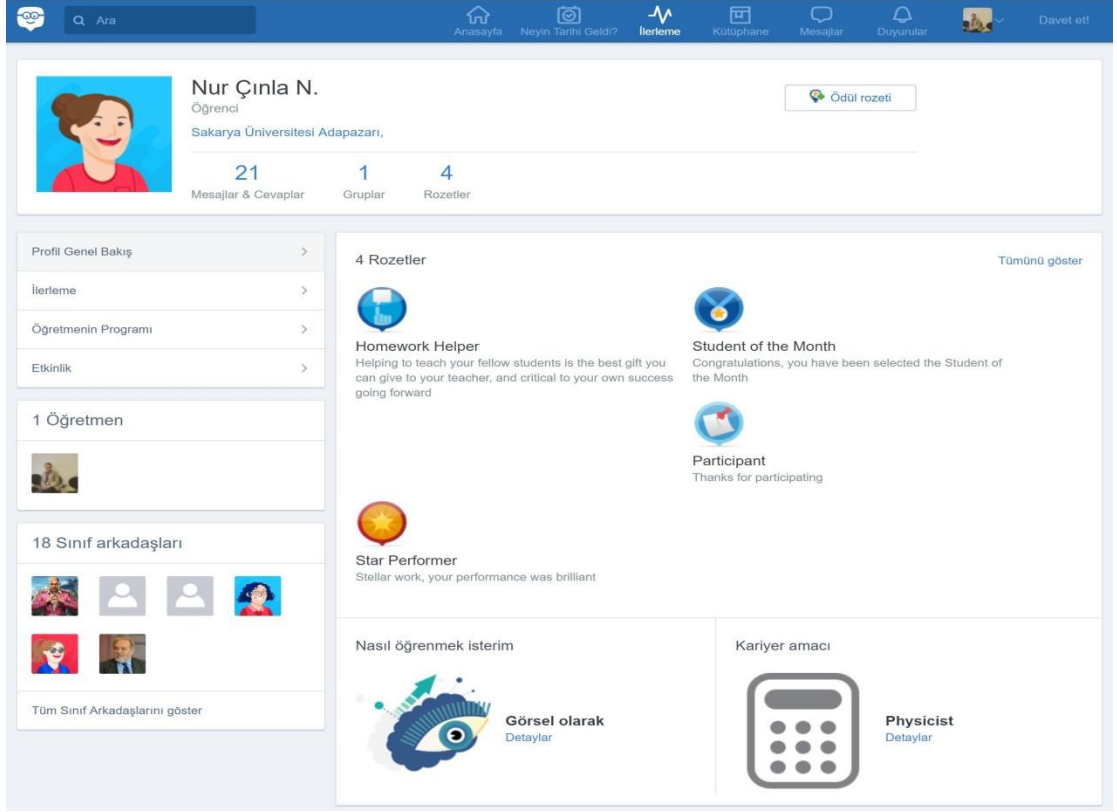 Ara
Anasayfa
Neyin Tarihi Geldi?
İlerleme
Kütüphane
Mesajlar
Duyurular
Davet et!
Nur Çınla N.
Öğrenci
Sakarya Üniversitesi Adapazarı,
Ödül rozeti
21
Mesajlar & Cevaplar
1
Gruplar
4
Rozetler
Profil Genel Bakış
İlerleme
Öğretmenin Programı
Etkinlik
1 Öğretmen
18 Sınıf arkadaşları
Tüm Sınıf Arkadaşlarını göster
4 Rozetler
Tümünü göster
Homework Helper
Helping to teach your fellow students is the best gift you
can give to your teacher, and critical to your own success
going forward
Student of the Month
Congratulations, you have been selected the Student of
the Month
Participant
Thanks for participating
Star Performer
Stellar work, your performance was brilliant
Nasıl öğrenmek isterim
Görsel olarak
Detaylar
Kariyer amacı
Physicist
Detaylar